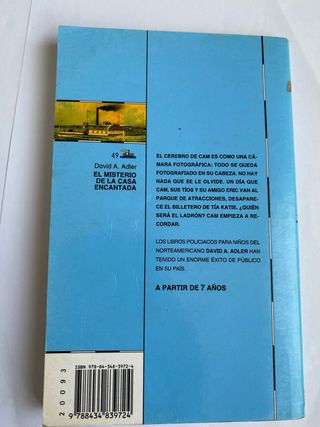 49
David A. Adler
EL MISTERIO
DE LA CASA
ENCANTADA
EL CEREBRO DE CAM ES COMO UNA CÁ-
MARA FOTOGRÁFICA: TODO SE QUEDA
FOTOGRAFIADO EN SU CABEZA. NO HAY
NADA QUE SE LE OLVIDE. UN DÍA QUE
CAM, SUS TÍOS Y SU AMIGO ERIC VAN AL
PARQUE DE ATRACCIONES, DESAPARE-
CE EL BILLETERO DE TÍA KATIE. ¿QUIÉN
SERÁ EL LADRÓN? CAM EMPIEZA A RE-
CORDAR.
LOS LIBROS POLICIACOS PARA NIÑOS DEL
NORTEAMERICANO DAVID A. ADLER HAN
TENIDO UN ENORME ÉXITO DE PÚBLICO
EN SU PAÍS.
A PARTIR DE 7 AÑOS
ISBN 978-84-348-3972-4
9 788434 839724
20093